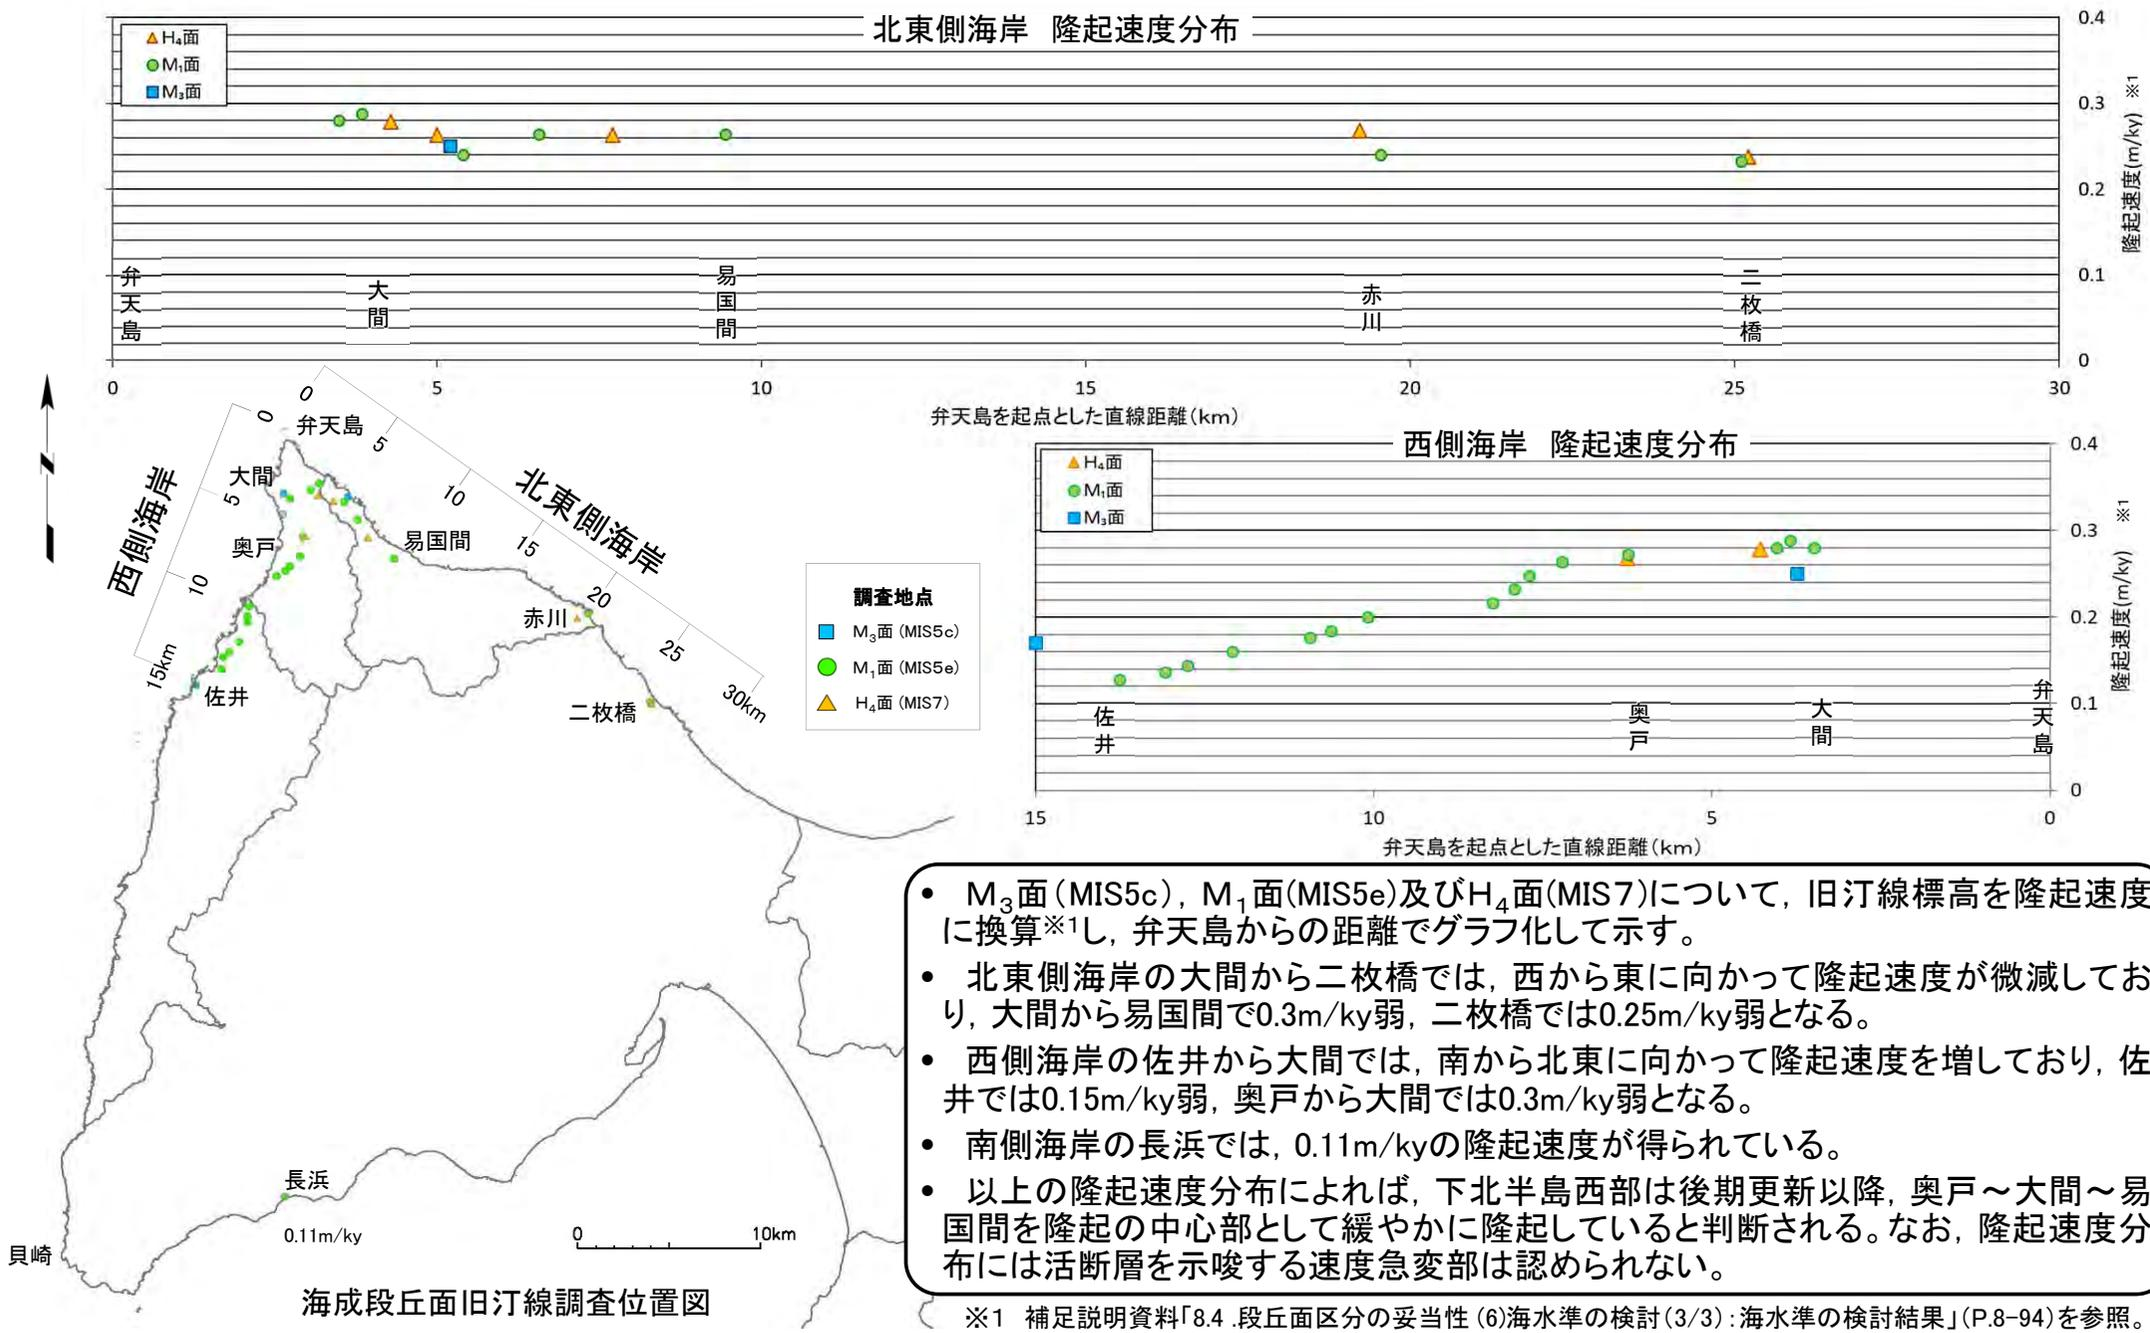 北東側海岸 隆起速度分布
H₄面
M₁面
M₃面
0.4
0.3
0.2
0.1
0
隆起速度(m/ky) ※1
弁天島
大間
易国間
赤川
二枚橋
0 5 10 15 20 25 30
弁天島を起点とした直線距離(km)
西側海岸 隆起速度分布
H₄面
M₁面
M₃面
0.4
0.3
0.2
0.1
0
隆起速度(m/ky) ※1
佐井
奥戸
大間
弁天島
15 10 5 0
弁天島を起点とした直線距離(km)
N
西側海岸
0
5
10
15km
北東側海岸
0
5
10
15
20
25
30km
弁天島
大間
奥戸
易国間
赤川
佐井
二枚橋
調査地点
M₃面(MIS5c)
M₁面(MIS5e)
H₄面(MIS7)
長浜
0.11m/ky
貝崎
0 10km
海成段丘面旧汀線調査位置図
• M₃面(MIS5c),M₁面(MIS5e)及びH₄面(MIS7)について,旧汀線標高を隆起速度
に換算※1し,弁天島からの距離でグラフ化して示す。
• 北東側海岸の大間から二枚橋では,西から東に向かって隆起速度が微減してお
り,大間から易国間で0.3m/ky弱,二枚橋では0.25m/ky弱となる。
• 西側海岸の佐井から大間では,南から北東に向かって隆起速度を増しており,佐
井では0.15m/ky弱,奥戸から大間では0.3m/ky弱となる。
• 南側海岸の長浜では,0.11m/kyの隆起速度が得られている。
• 以上の隆起速度分布によれば,下北半島西部は後期更新以降,奥戸~大間~易
国間を隆起の中心部として緩やかに隆起していると判断される。なお,隆起速度分
布には活断層を示唆する速度急変部は認められない。
※1 補足説明資料「8.4 .段丘面区分の妥当性(6)海水準の検討(3/3):海水準の検討結果」(P.8-94)を参照。